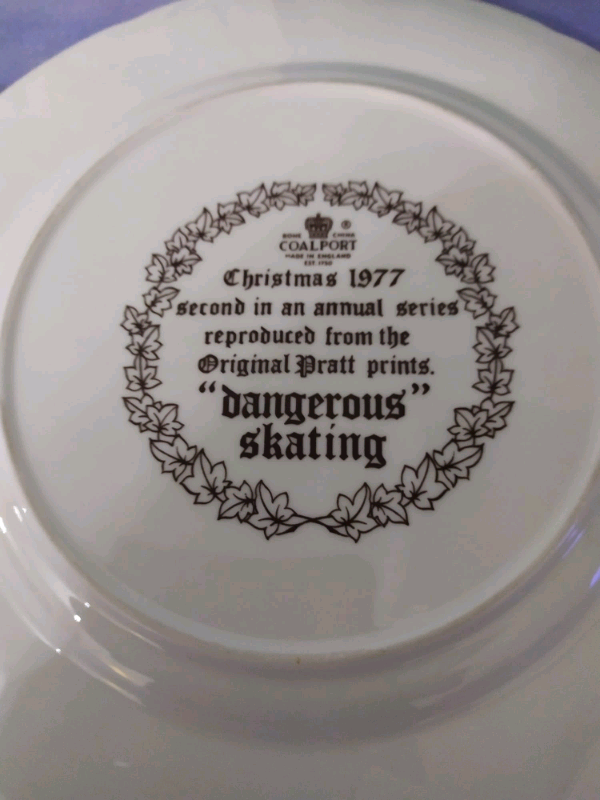 BONE CHINA ®
COALPORT
MADE IN ENGLAND
EST. 1750
Christmas 1977
second in an annual series
reproduced from the
Original Pratt prints.
“dangerous”
skating